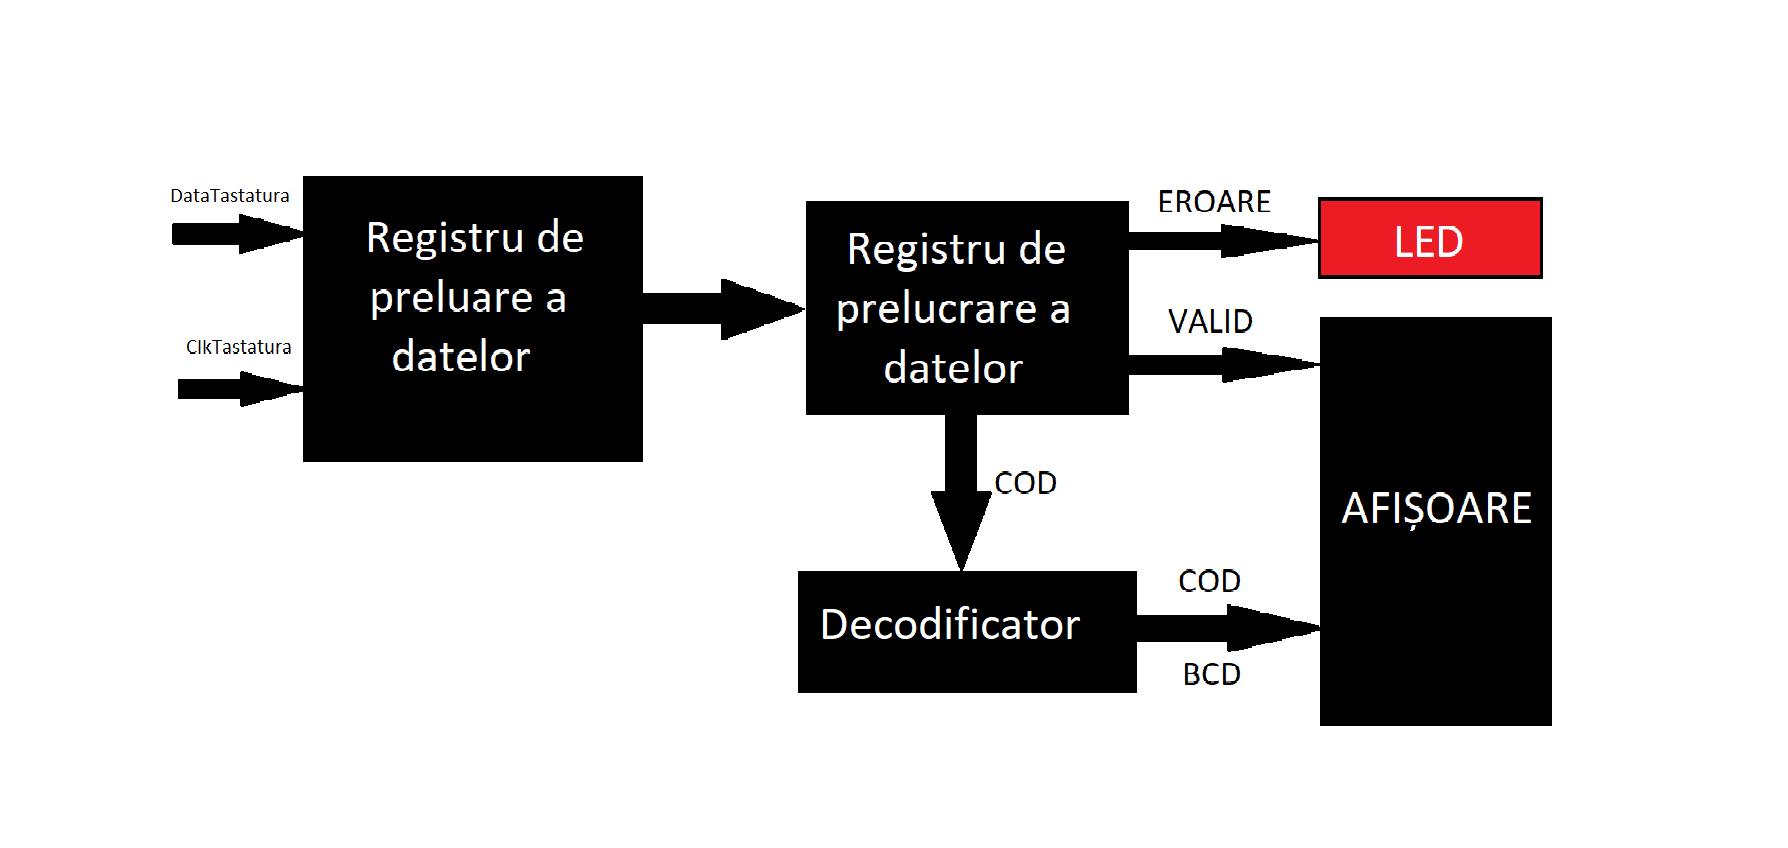 DataTastatura
ClkTastatura
Registru de
preluare a
datelor
Registru de
prelucrare a
datelor
EROARE
LED
VALID
COD
Decodificator
COD
BCD
AFIȘOARE